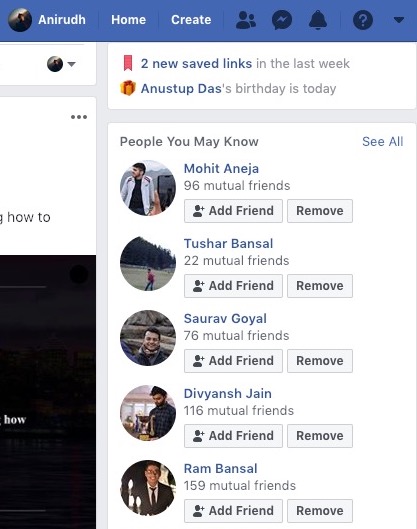 Anirudh Home Create
2 new saved links in the last week
Anustup Das's birthday is today
People You May Know See All
Mohit Aneja
96 mutual friends
Add Friend Remove
Tushar Bansal
22 mutual friends
Add Friend Remove
Saurav Goyal
76 mutual friends
Add Friend Remove
Divyansh Jain
116 mutual friends
Add Friend Remove
Ram Bansal
159 mutual friends
Add Friend Remove
how to
how